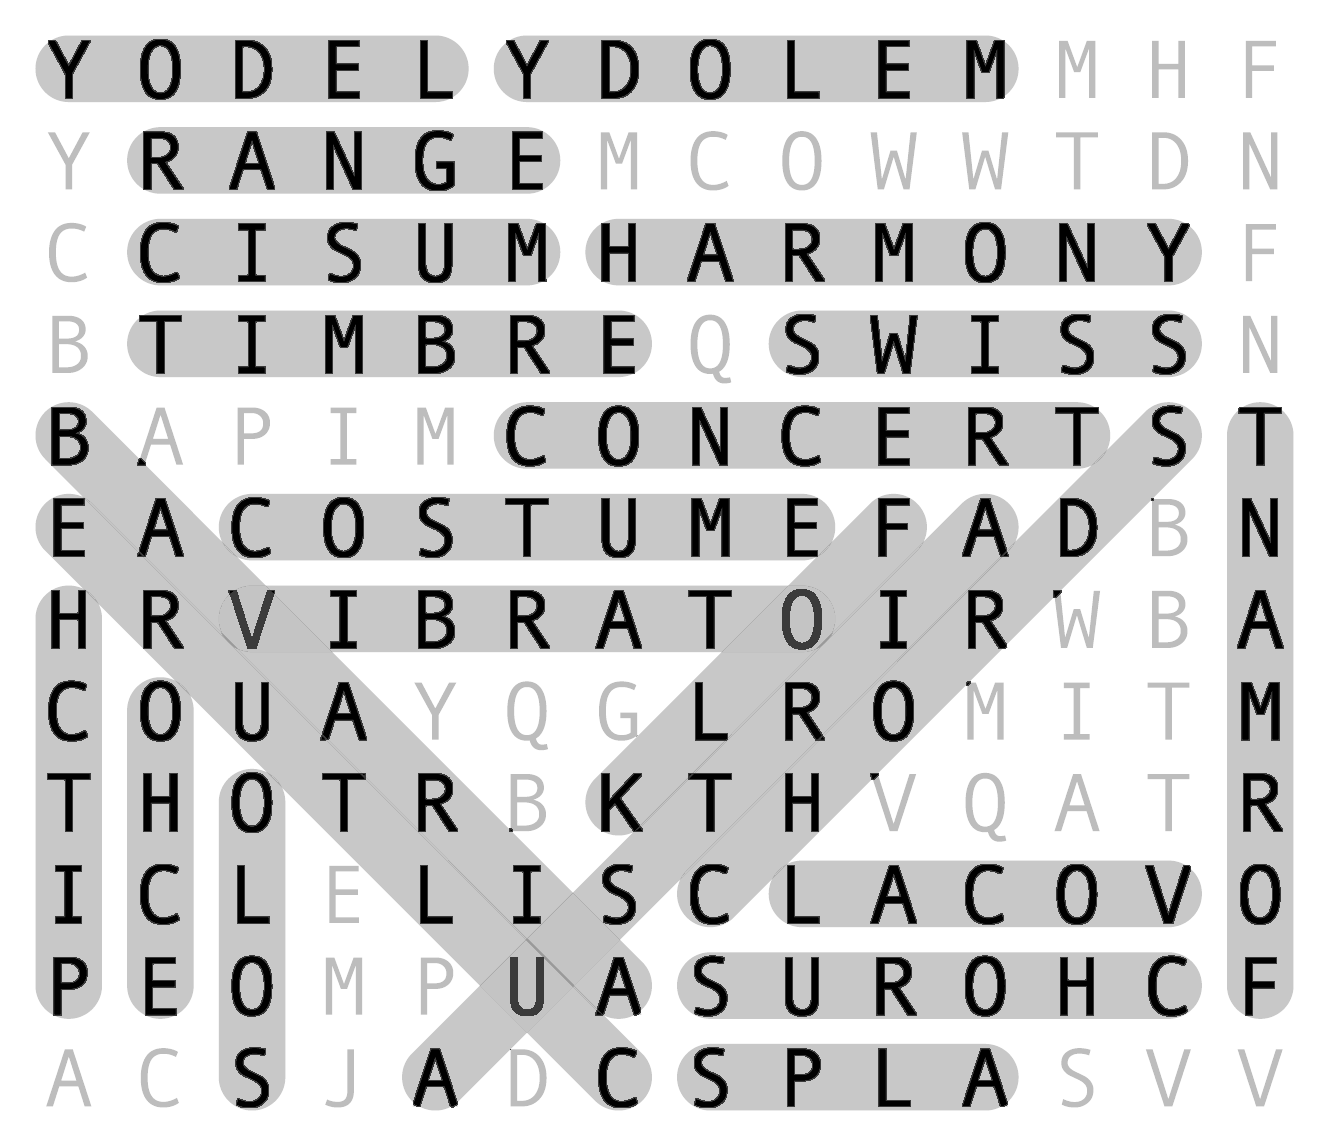 Y O D E L Y D O L E M M H F
Y R A N G E M C O W W T D N
C C I S U M H A R M O N Y F
B T I M B R E Q S W I S S N
B A P I M C O N C E R T S T
E A C O S T U M E F A D B N
H R V I B R A T O I R W B A
C O U A Y Q G L R O M I T M
T H O T R B K T H V Q A T R
I C L E L I S C L A C O V O
P E O M P U A S U R O H C F
A C S J A D C S P L A S V V